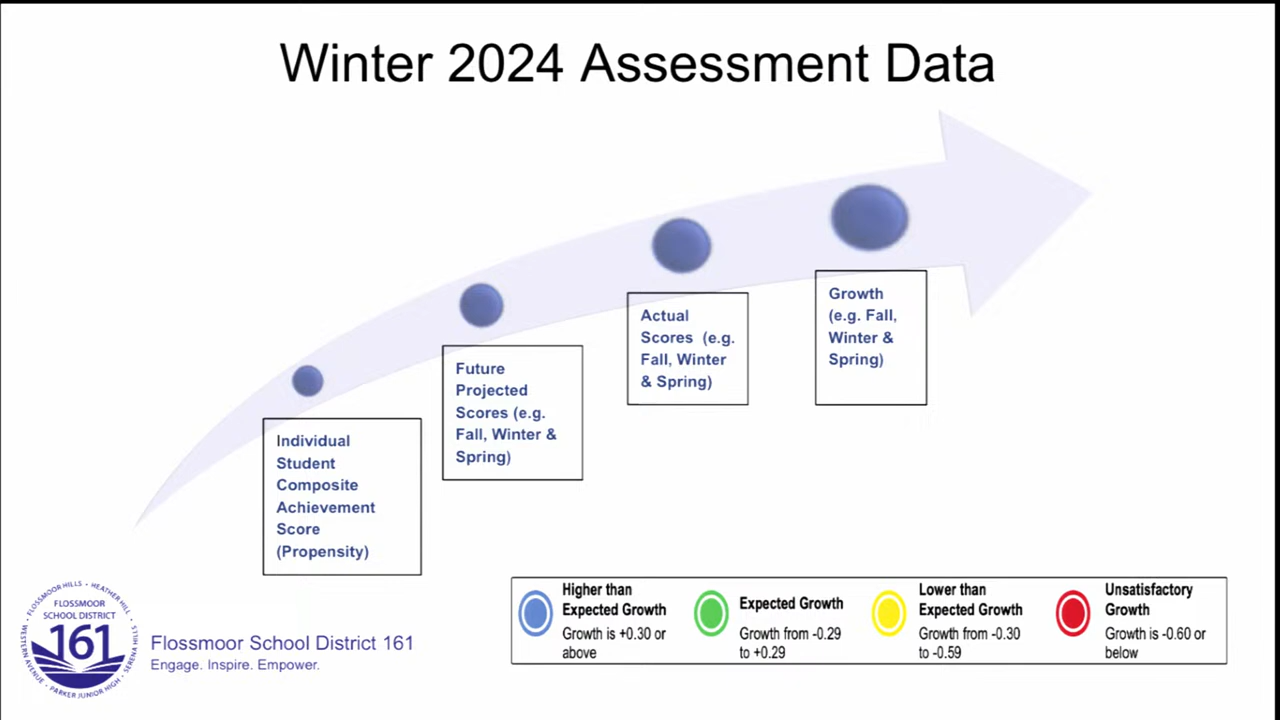 Winter 2024 Assessment Data
Individual
Student
Composite
Achievement
Score
(Propensity)
Future
Projected
Scores (e.g.
Fall, Winter &
Spring)
Actual
Scores (e.g.
Fall, Winter
& Spring)
Growth
(e.g. Fall,
Winter &
Spring)
Higher than
Expected Growth
Growth is +0.30 or
above
Expected Growth
Growth from -0.29
to +0.29
Lower than
Expected Growth
Growth from -0.30
to -0.59
Unsatisfactory
Growth
Growth is -0.60 or
below
FLOSSMOOR HILLS • HEATHER HILL • SERENA HILLS • PARKER JUNIOR HIGH • WESTERN AVENUE •
FLOSSMOOR
SCHOOL DISTRICT
161
Flossmoor School District 161
Engage. Inspire. Empower.